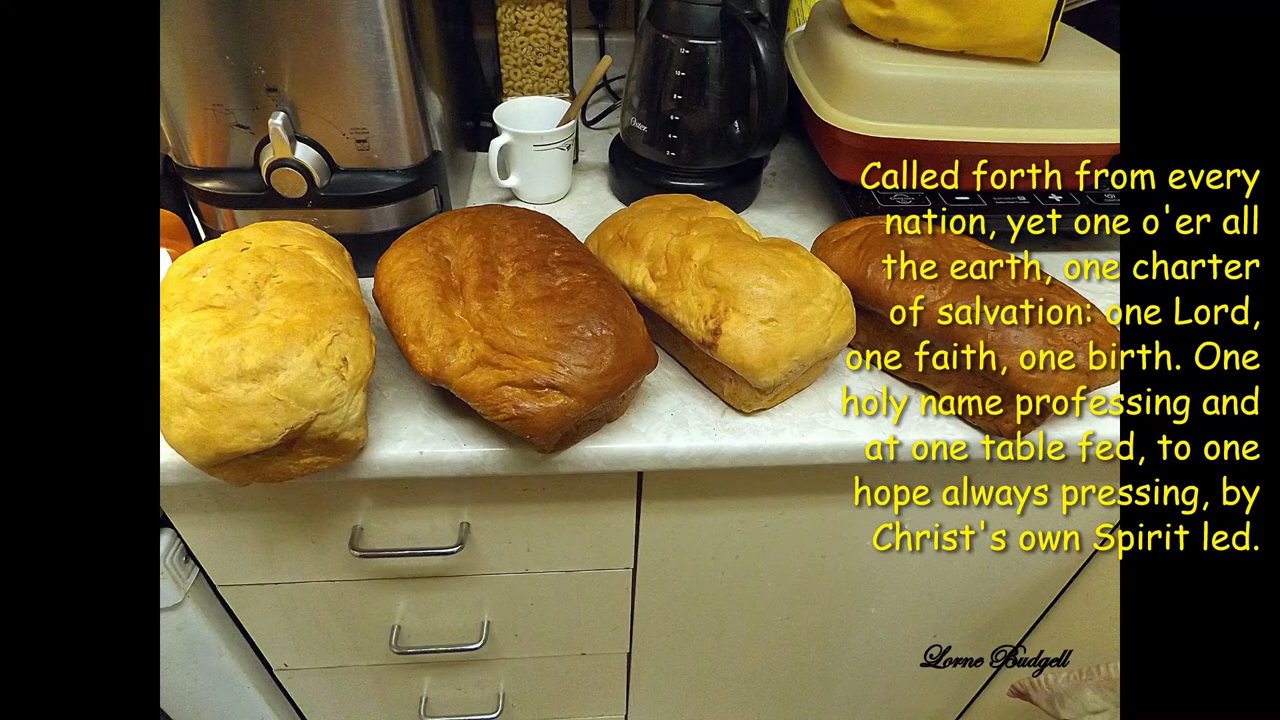 Oster
Called forth from every
nation, yet one o'er all
the earth, one charter
of salvation: one Lord,
one faith, one birth. One
holy name professing and
at one table fed, to one
hope always pressing, by
Christ's own Spirit led.
Lorne Budgell